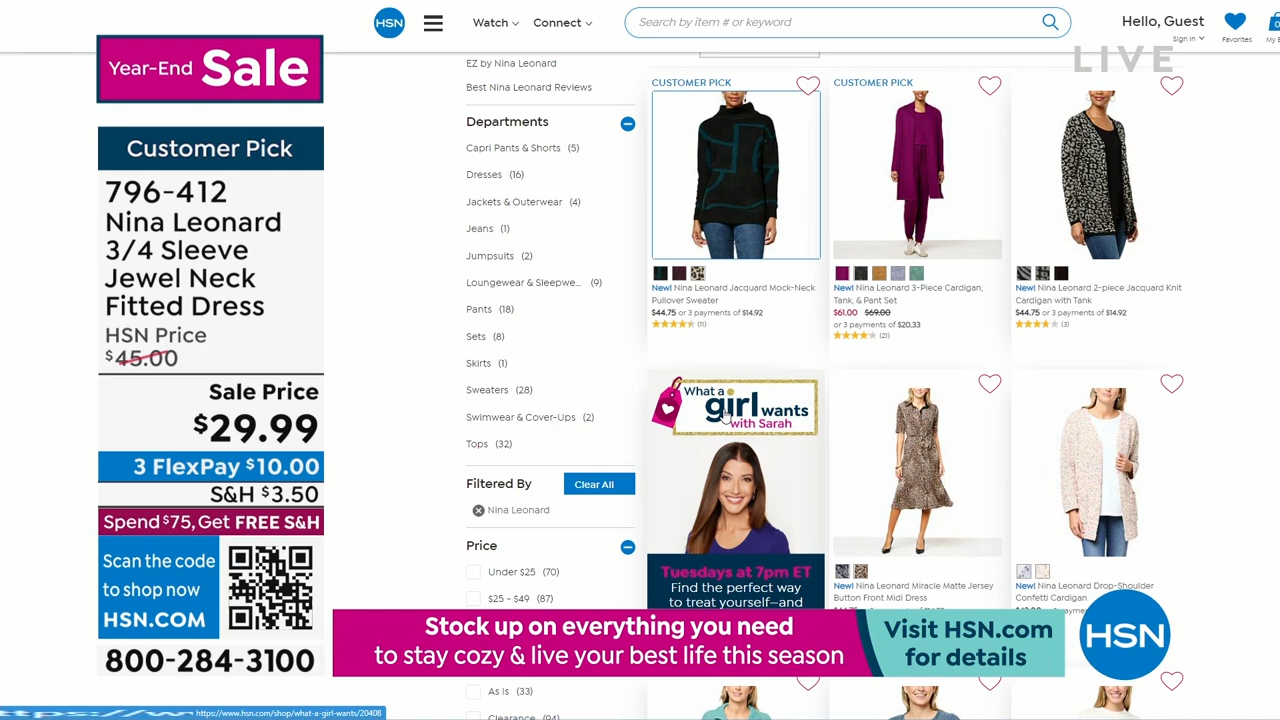 HSN
Watch
Connect
Search by item # or keyword
Hello, Guest
Sign In
Favorites
LIVE
Year-End Sale
Customer Pick
796-412
Nina Leonard
3/4 Sleeve
Jewel Neck
Fitted Dress
HSN Price
$45.00
Sale Price
$29.99
3 FlexPay $10.00
S&H $3.50
Spend $75, Get FREE S&H
Scan the code
to shop now
HSN.COM
800-284-3100
EZ by Nina Leonard
Best Nina Leonard Reviews
Departments
Capri Pants & Shorts (5)
Dresses (16)
Jackets & Outerwear (4)
Jeans (1)
Jumpsuits (2)
Loungewear & Sleepwe... (9)
Pants (18)
Sets (8)
Skirts (1)
Sweaters (28)
Swimwear & Cover-Ups (2)
Tops (32)
Filtered By
Clear All
Nina Leonard
Price
Under $25 (70)
$25 - $49 (87)
As Is (33)
Clearance (94)
CUSTOMER PICK
New! Nina Leonard Jacquard Mock-Neck
Pullover Sweater
$44.75 or 3 payments of $14.92
(11)
CUSTOMER PICK
New! Nina Leonard 3-Piece Cardigan,
Tank, & Pant Set
$61.00 $69.00
or 3 payments of $20.33
(21)
New! Nina Leonard 2-piece Jacquard Knit
Cardigan with Tank
$44.75 or 3 payments of $14.92
(3)
What a
girl wants
with Sarah
Tuesdays at 7pm ET
Find the perfect way
to treat yourself—and
New! Nina Leonard Miracle Matte Jersey
Button Front Midi Dress
New! Nina Leonard Drop-Shoulder
Confetti Cardigan
Stock up on everything you need
to stay cozy & live your best life this season
Visit HSN.com
for details
HSN
https://www.hsn.com/shop/what-a-girl-wants/20408